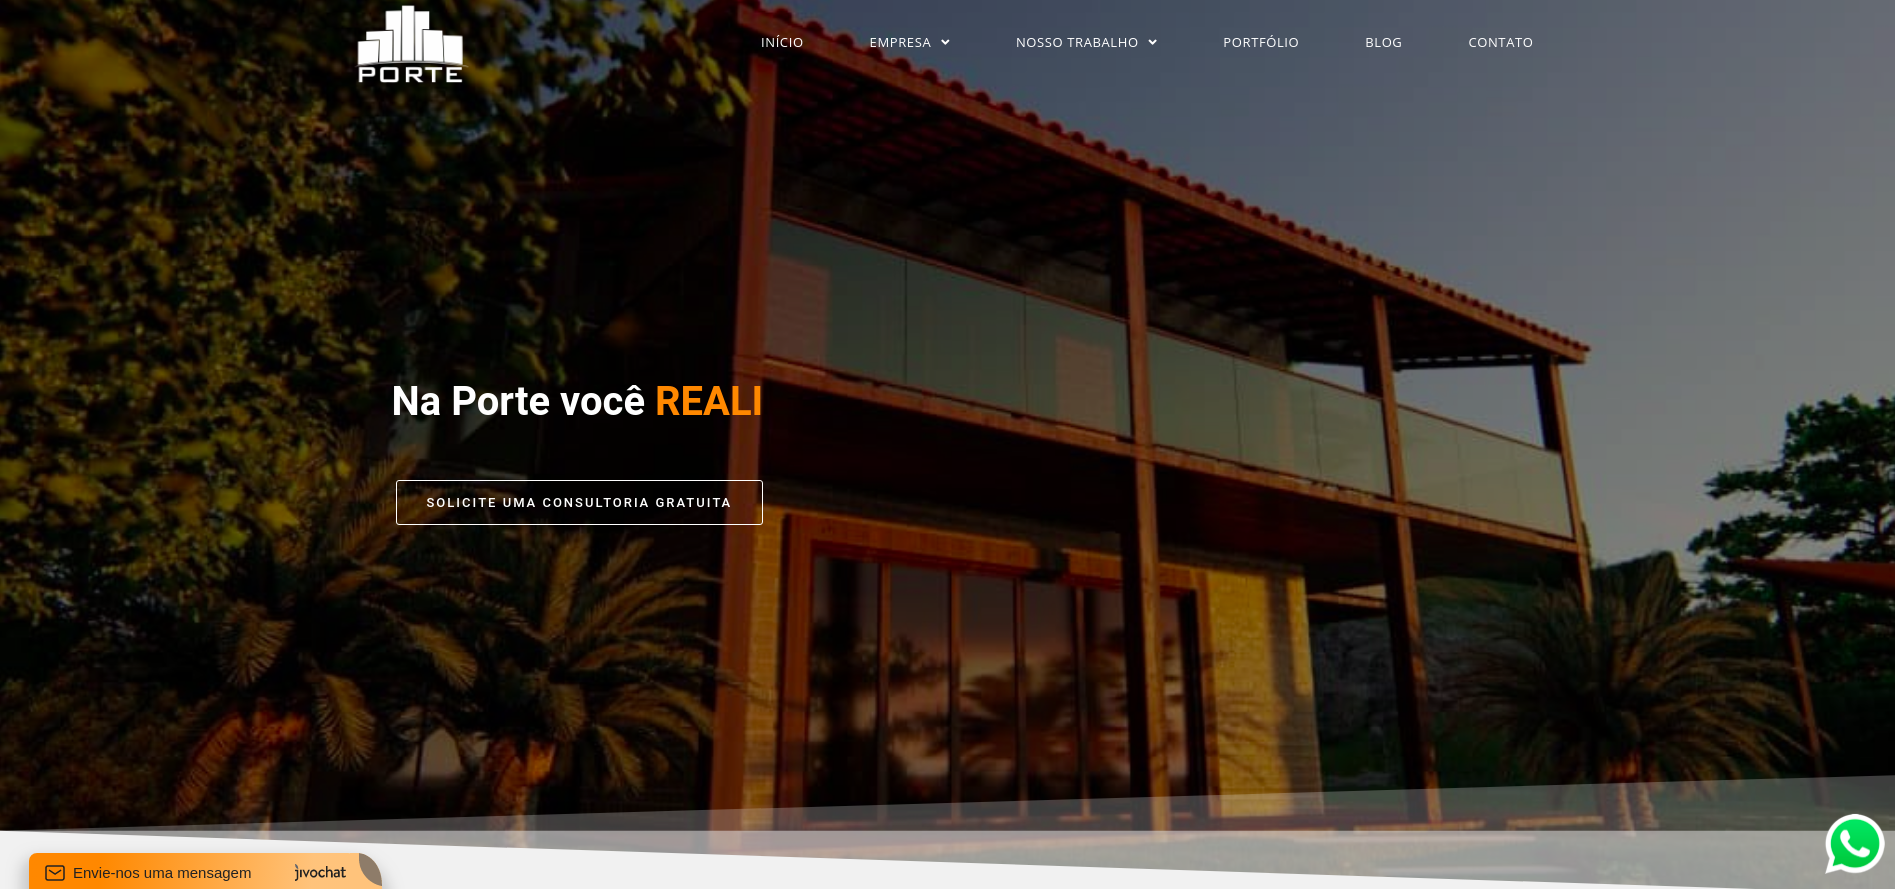 PORTE
INÍCIO EMPRESA NOSSO TRABALHO PORTFÓLIO BLOG CONTATO
Na Porte você REALI
SOLICITE UMA CONSULTORIA GRATUITA
Envie-nos uma mensagem jivochat